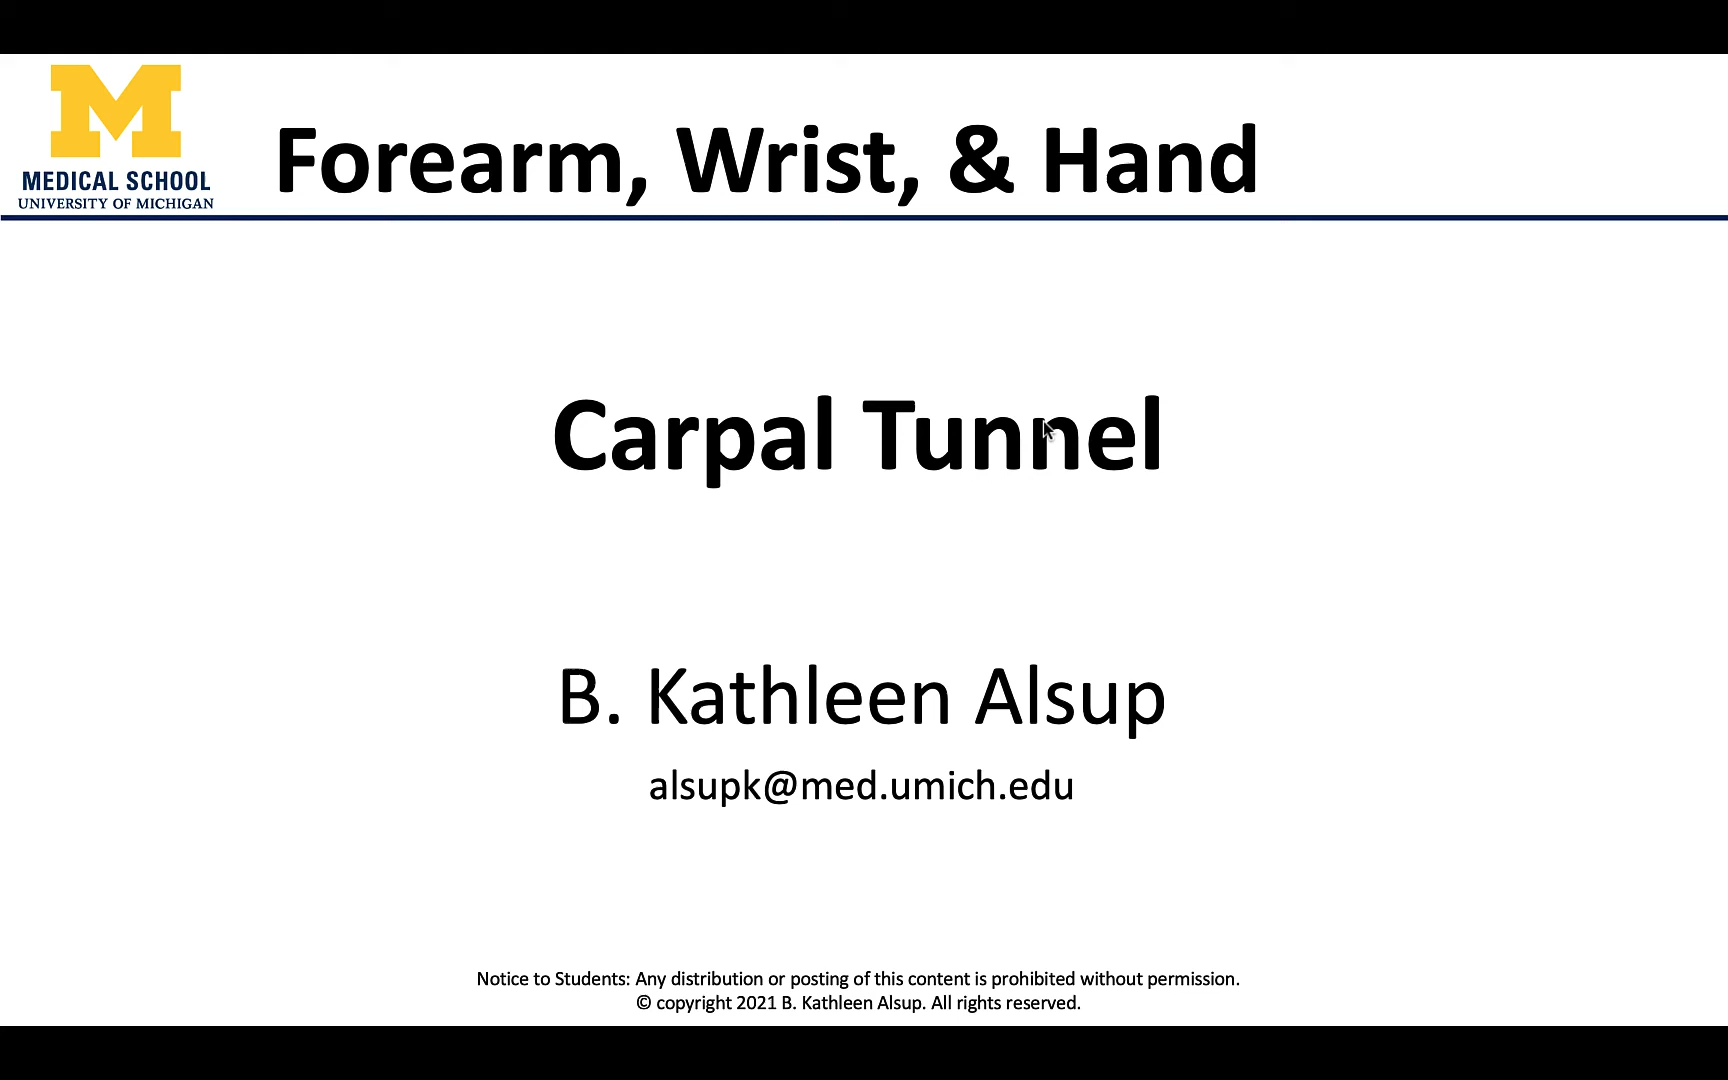 M
MEDICAL SCHOOL
UNIVERSITY OF MICHIGAN
Forearm, Wrist, & Hand
Carpal Tunnel
B. Kathleen Alsup
alsupk@med.umich.edu
Notice to Students: Any distribution or posting of this content is prohibited without permission.
© copyright 2021 B. Kathleen Alsup. All rights reserved.